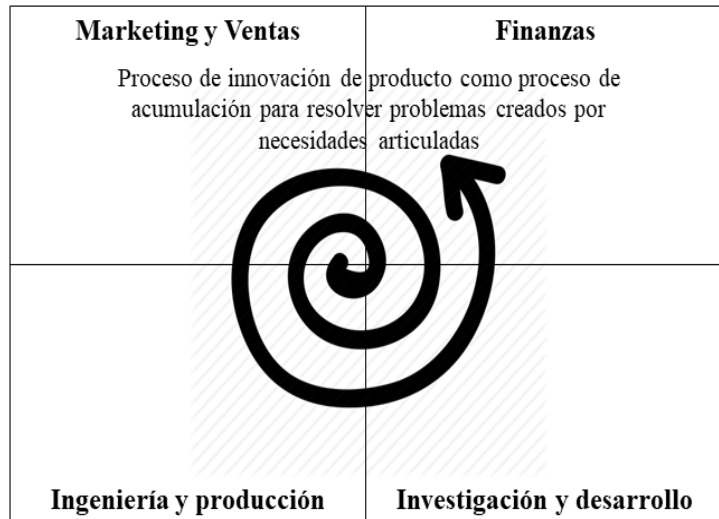 Marketing y Ventas
Finanzas
Proceso de innovación de producto como proceso de
acumulación para resolver problemas creados por
necesidades articuladas
Ingeniería y producción
Investigación y desarrollo